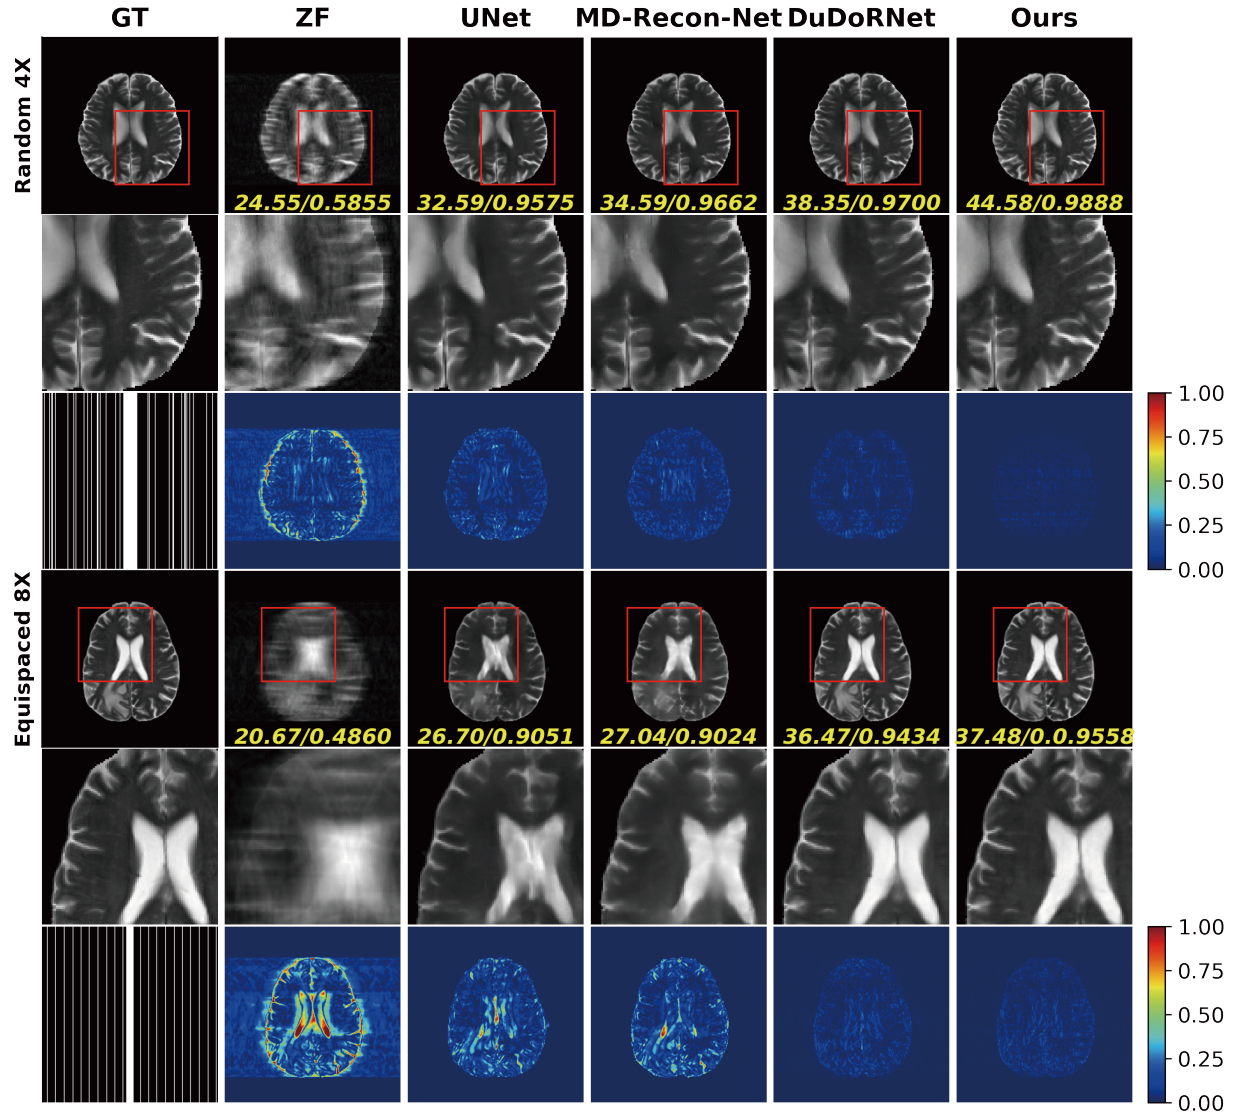 GT ZF UNet MD-Recon-Net DuDoRNet Ours
Random 4X
24.55/0.5855 32.59/0.9575 34.59/0.9662 38.35/0.9700 44.58/0.9888
1.00
0.75
0.50
0.25
0.00
Equispaced 8X
20.67/0.4860 26.70/0.9051 27.04/0.9024 36.47/0.9434 37.48/0.0.9558
1.00
0.75
0.50
0.25
0.00